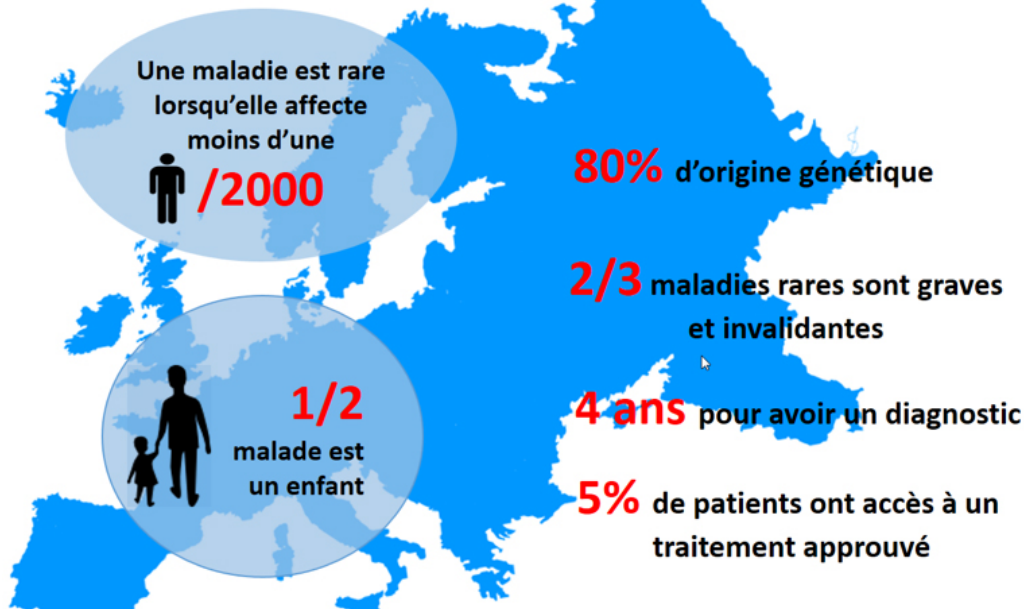 Une maladie est rare
lorsqu'elle affecte
moins d'une
/2000
80% d'origine génétique
2/3 maladies rares sont graves
et invalidantes
1/2
malade est
un enfant
4 ans pour avoir un diagnostic
5% de patients ont accès à un
traitement approuvé